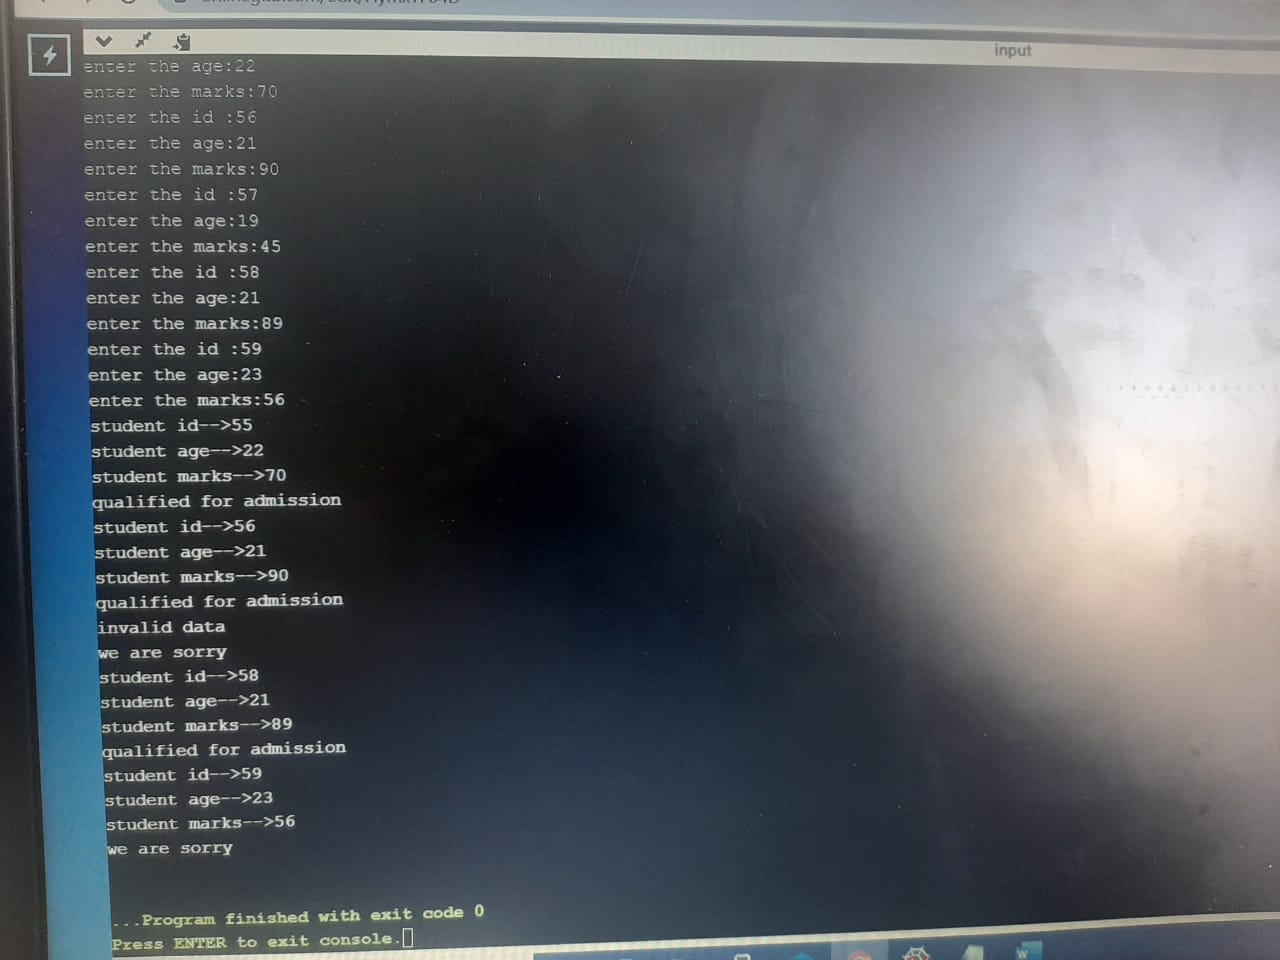 input
enter the age:22
enter the marks:70
enter the id :56
enter the age:21
enter the marks:90
enter the id :57
enter the age:19
enter the marks:45
enter the id :58
enter the age:21
enter the marks:89
enter the id :59
enter the age:23
enter the marks:56
student id-->55
student age-->22
student marks-->70
qualified for admission
student id-->56
student age-->21
student marks-->90
qualified for admission
invalid data
we are sorry
student id-->58
student age-->21
student marks-->89
qualified for admission
student id-->59
student age-->23
student marks-->56
we are sorry
...Program finished with exit code 0
Press ENTER to exit console.